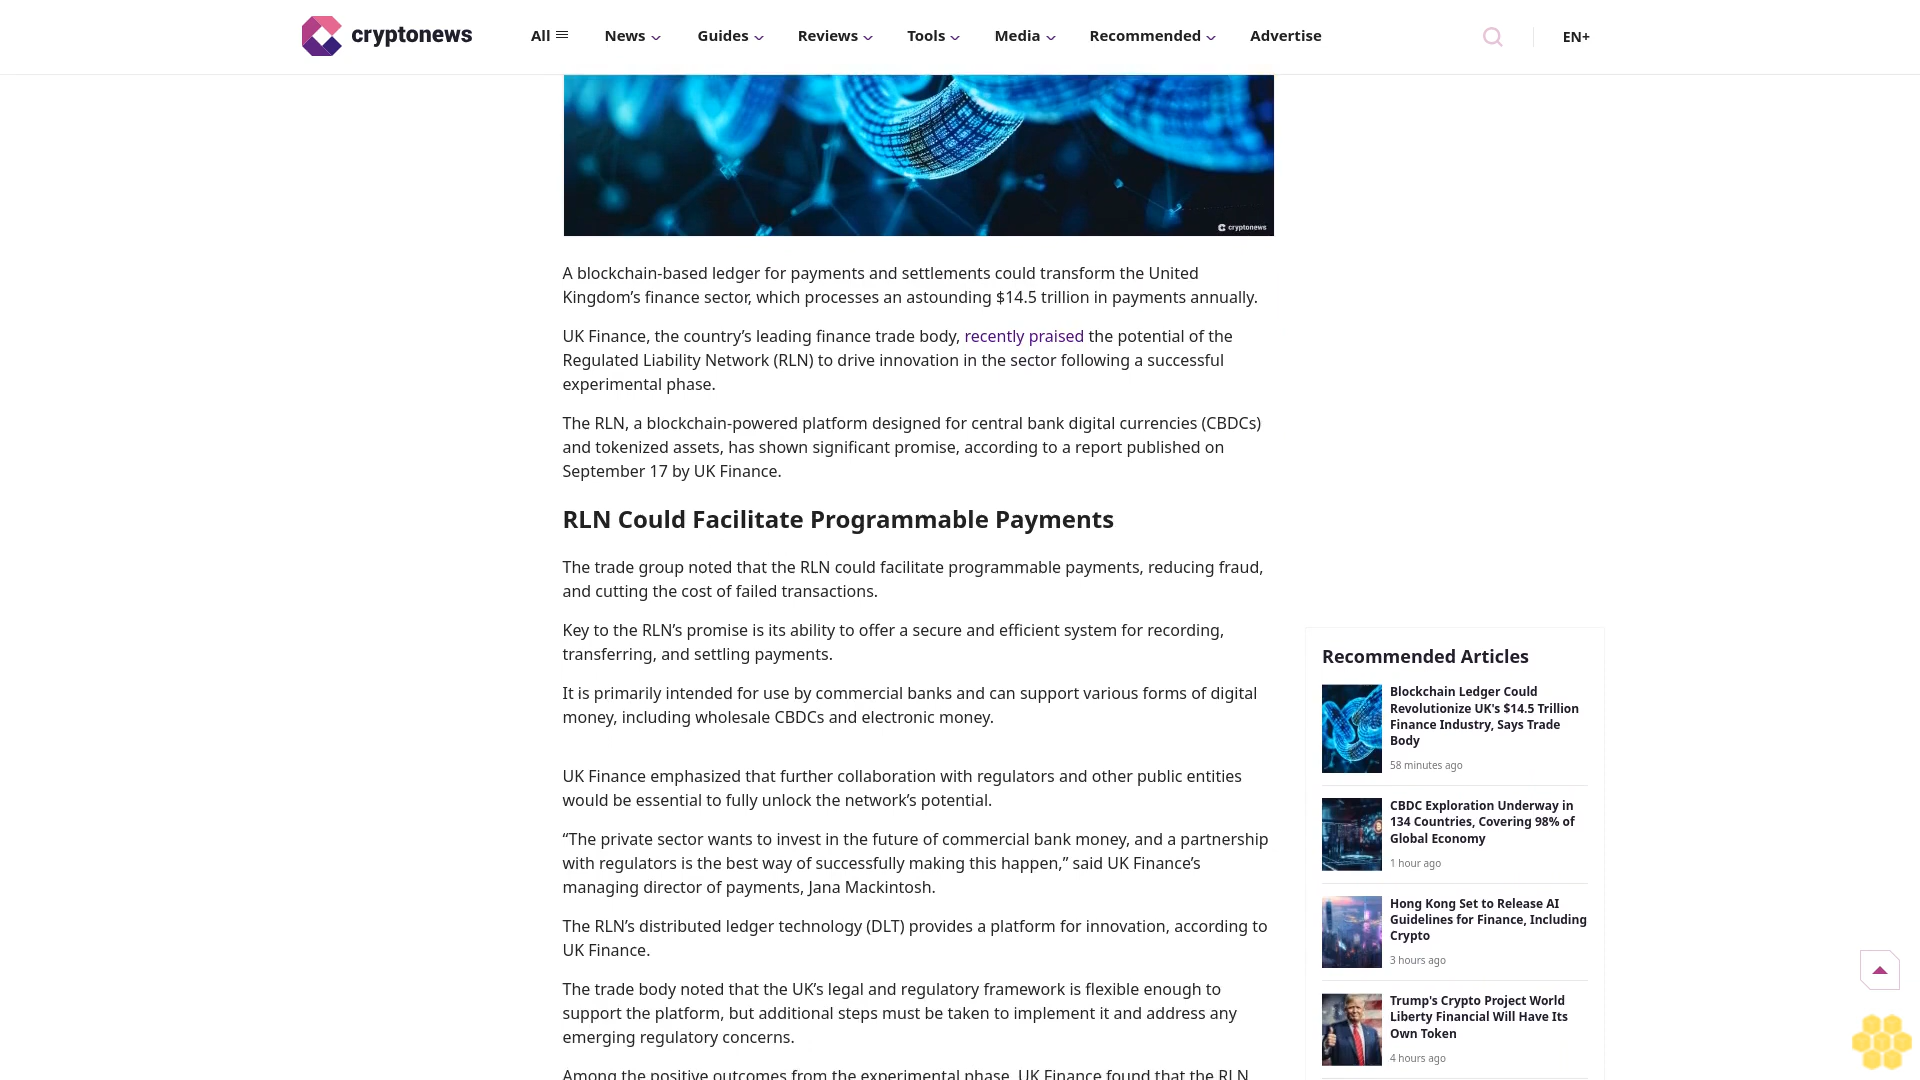 cryptonews
All
News
Guides
Reviews
Tools
Media
Recommended
Advertise
EN+
cryptonews
A blockchain-based ledger for payments and settlements could transform the United
Kingdom’s finance sector, which processes an astounding $14.5 trillion in payments annually.
UK Finance, the country’s leading finance trade body, recently praised the potential of the
Regulated Liability Network (RLN) to drive innovation in the sector following a successful
experimental phase.
The RLN, a blockchain-powered platform designed for central bank digital currencies (CBDCs)
and tokenized assets, has shown significant promise, according to a report published on
September 17 by UK Finance.
RLN Could Facilitate Programmable Payments
The trade group noted that the RLN could facilitate programmable payments, reducing fraud,
and cutting the cost of failed transactions.
Key to the RLN’s promise is its ability to offer a secure and efficient system for recording,
transferring, and settling payments.
It is primarily intended for use by commercial banks and can support various forms of digital
money, including wholesale CBDCs and electronic money.
UK Finance emphasized that further collaboration with regulators and other public entities
would be essential to fully unlock the network’s potential.
“The private sector wants to invest in the future of commercial bank money, and a partnership
with regulators is the best way of successfully making this happen,” said UK Finance’s
managing director of payments, Jana Mackintosh.
The RLN’s distributed ledger technology (DLT) provides a platform for innovation, according to
UK Finance.
The trade body noted that the UK’s legal and regulatory framework is flexible enough to
support the platform, but additional steps must be taken to implement it and address any
emerging regulatory concerns.
Among the positive outcomes from the experimental phase, UK Finance found that the RLN
Recommended Articles
Blockchain Ledger Could
Revolutionize UK's $14.5 Trillion
Finance Industry, Says Trade
Body
58 minutes ago
CBDC Exploration Underway in
134 Countries, Covering 98% of
Global Economy
1 hour ago
Hong Kong Set to Release AI
Guidelines for Finance, Including
Crypto
3 hours ago
Trump's Crypto Project World
Liberty Financial Will Have Its
Own Token
4 hours ago